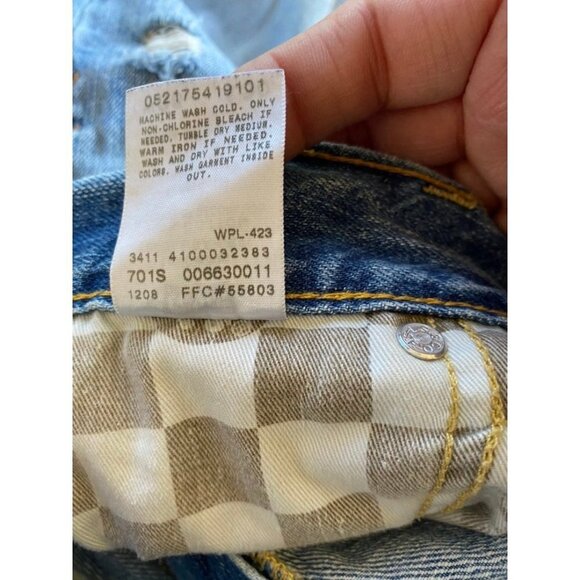 052175419101
MACHINE WASH COLD. ONLY
NON-CHLORINE BLEACH IF
NEEDED. TUMBLE DRY MEDIUM.
WARM IRON IF NEEDED.
WASH AND DRY WITH LIKE
COLORS. WASH GARMENT INSIDE
OUT.
WPL-423
3411 4100032383
701S 006630011
1208 FFC#55803